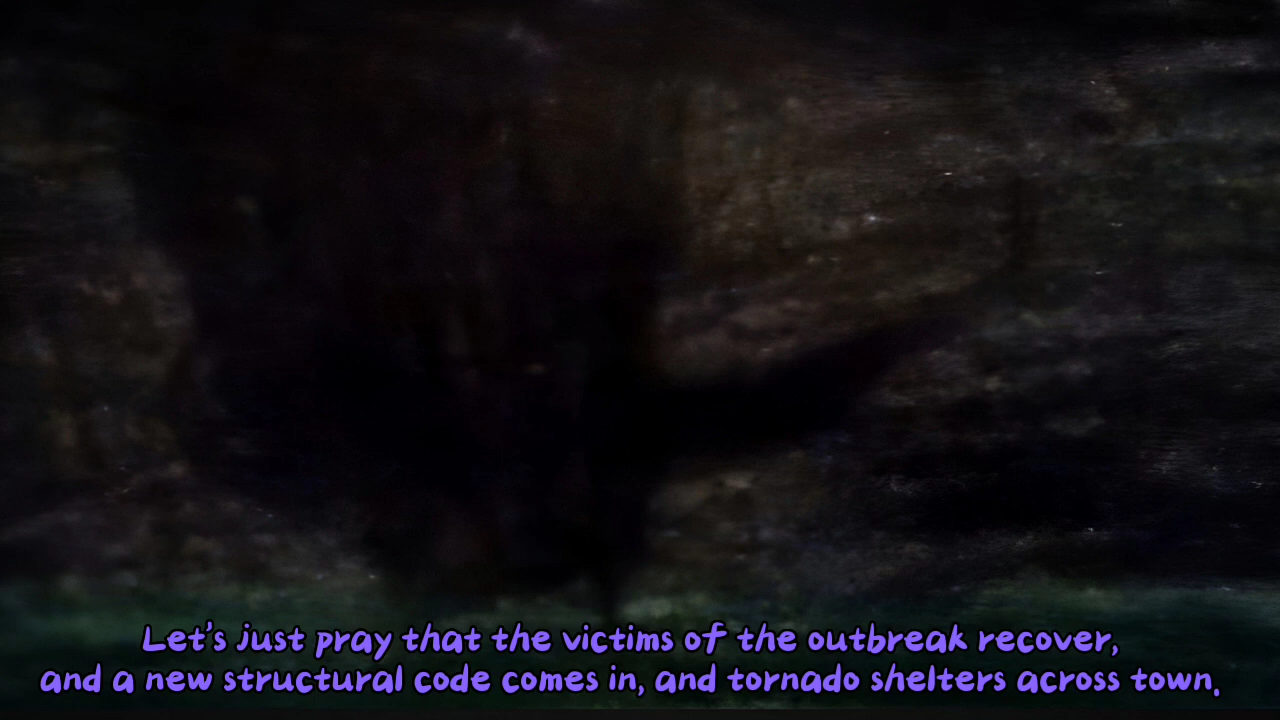 Let's just pray that the victims of the outbreak recover,
and a new structural code comes in, and tornado shelters across town.